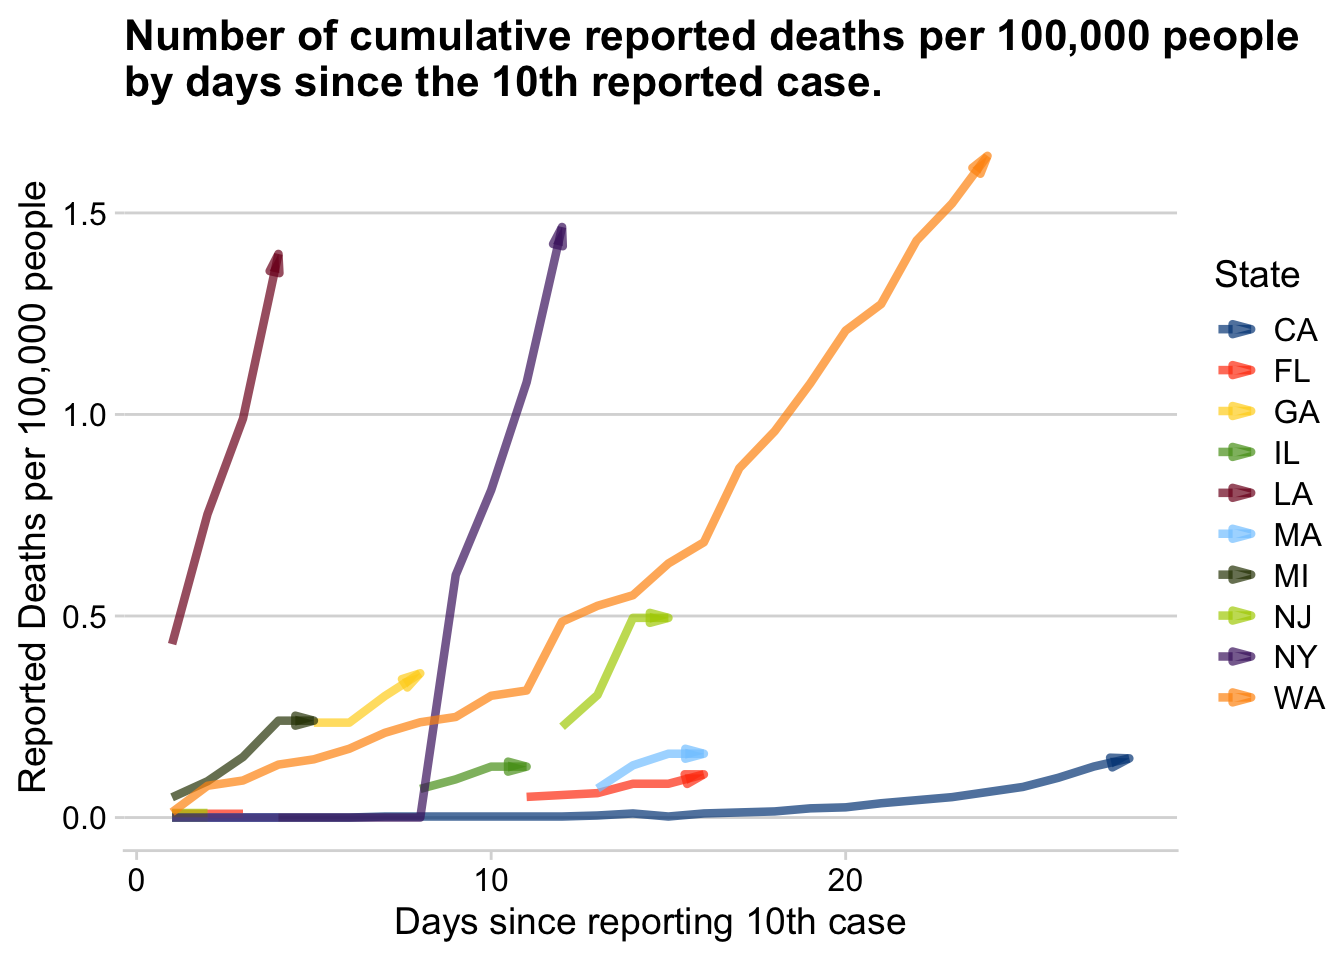 Number of cumulative reported deaths per 100,000 people
by days since the 10th reported case.
Reported Deaths per 100,000 people
1.5
1.0
0.5
0.0
0
10
20
Days since reporting 10th case
State
CA
FL
GA
IL
LA
MA
MI
NJ
NY
WA